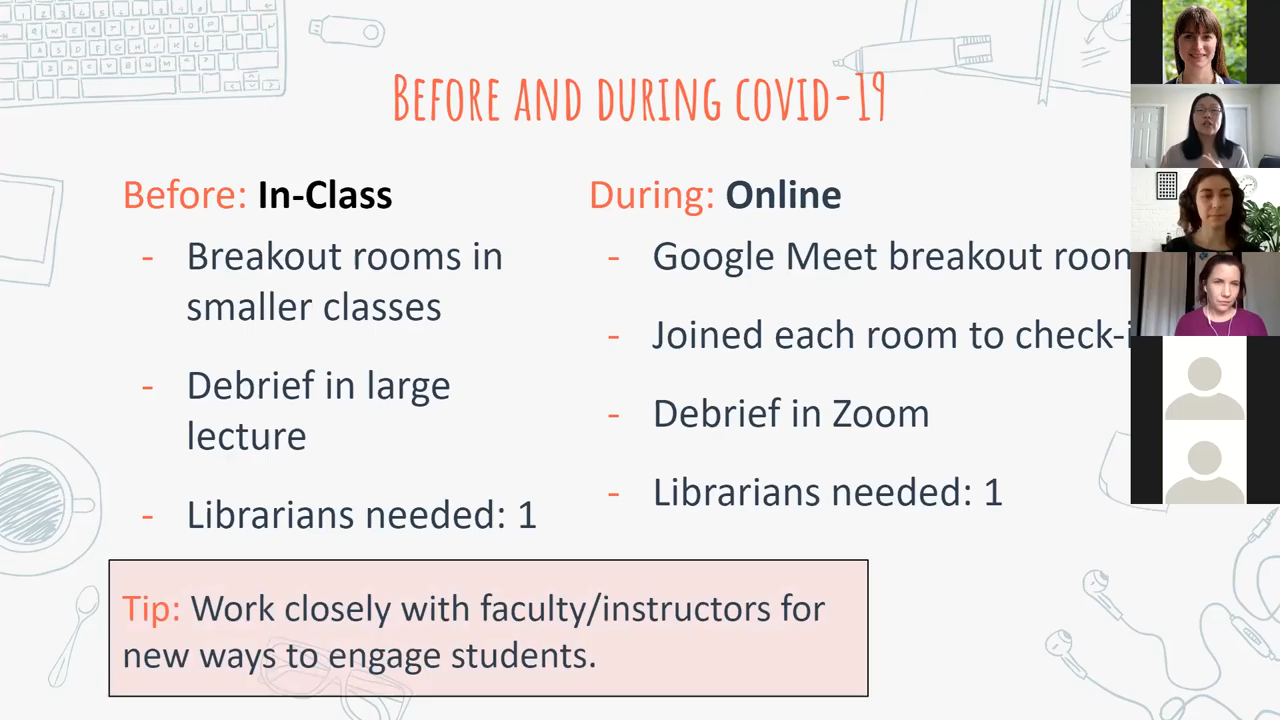 Before and during covid-19
Before: In-Class
- Breakout rooms in
smaller classes
- Debrief in large
lecture
- Librarians needed: 1
During: Online
- Google Meet breakout room
- Joined each room to check-i
- Debrief in Zoom
- Librarians needed: 1
Tip: Work closely with faculty/instructors for
new ways to engage students.